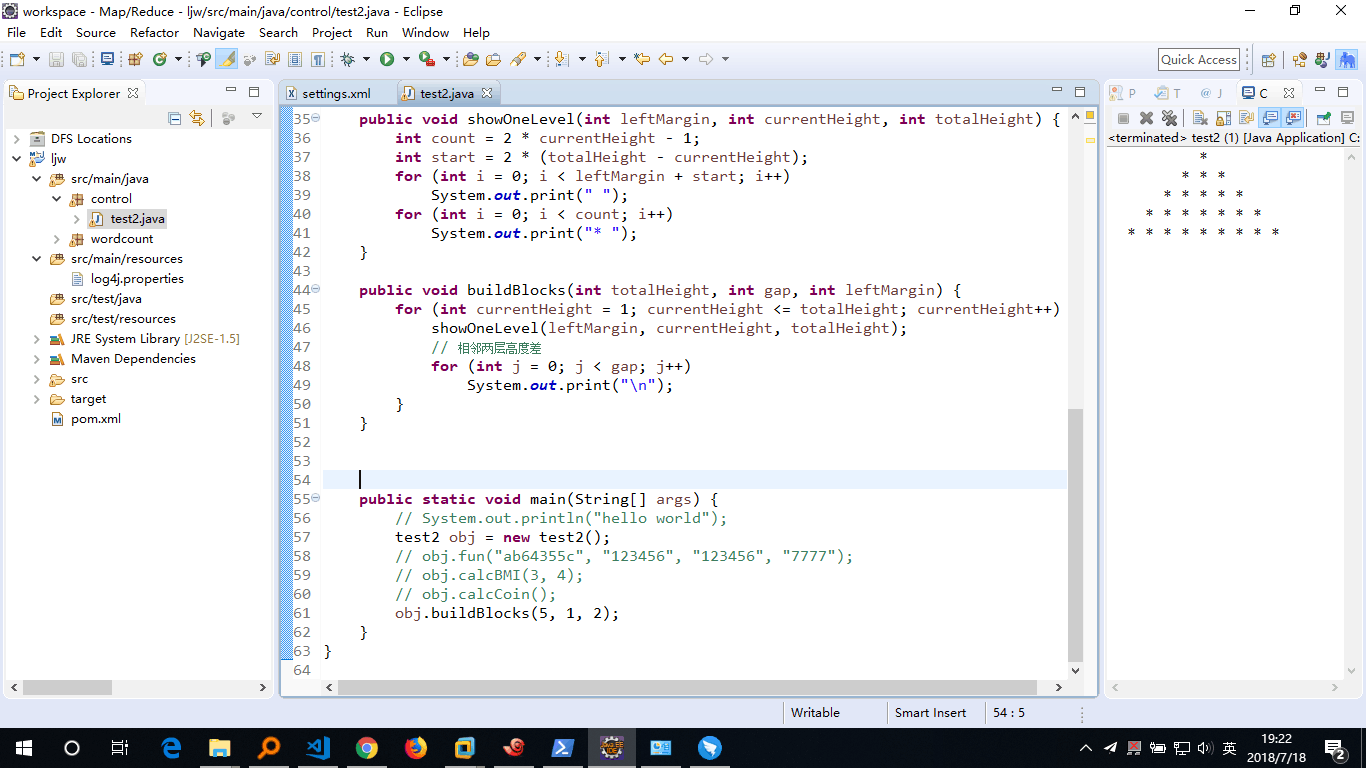 workspace - Map/Reduce - ljw/src/main/java/control/test2.java - Eclipse
File Edit Source Refactor Navigate Search Project Run Window Help
Quick Access
Project Explorer
DFS Locations
ljw
src/main/java
control
test2.java
wordcount
src/main/resources
log4j.properties
src/test/java
src/test/resources
JRE System Library [J2SE-1.5]
Maven Dependencies
src
target
pom.xml
settings.xml test2.java
35 public void showOneLevel(int leftMargin, int currentHeight, int totalHeight) {
36 int count = 2 * currentHeight - 1;
37 int start = 2 * (totalHeight - currentHeight);
38 for (int i = 0; i < leftMargin + start; i++)
39 System.out.print(" ");
40 for (int i = 0; i < count; i++)
41 System.out.print("* ");
42 }
43
44 public void buildBlocks(int totalHeight, int gap, int leftMargin) {
45 for (int currentHeight = 1; currentHeight <= totalHeight; currentHeight++)
46 showOneLevel(leftMargin, currentHeight, totalHeight);
47 // 相邻两层高度差
48 for (int j = 0; j < gap; j++)
49 System.out.print("\n");
50 }
51 }
52
53
54
55 public static void main(String[] args) {
56 // System.out.println("hello world");
57 test2 obj = new test2();
58 // obj.fun("ab64355c", "123456", "123456", "7777");
59 // obj.calcBMI(3, 4);
60 // obj.calcCoin();
61 obj.buildBlocks(5, 1, 2);
62 }
63 }
64
P T @ J C
<terminated> test2 (1) [Java Application] C:
*
* * *
* * * * *
* * * * * * *
* * * * * * * * *
Writable Smart Insert 54 : 5
英
19:22
2018/7/18
2